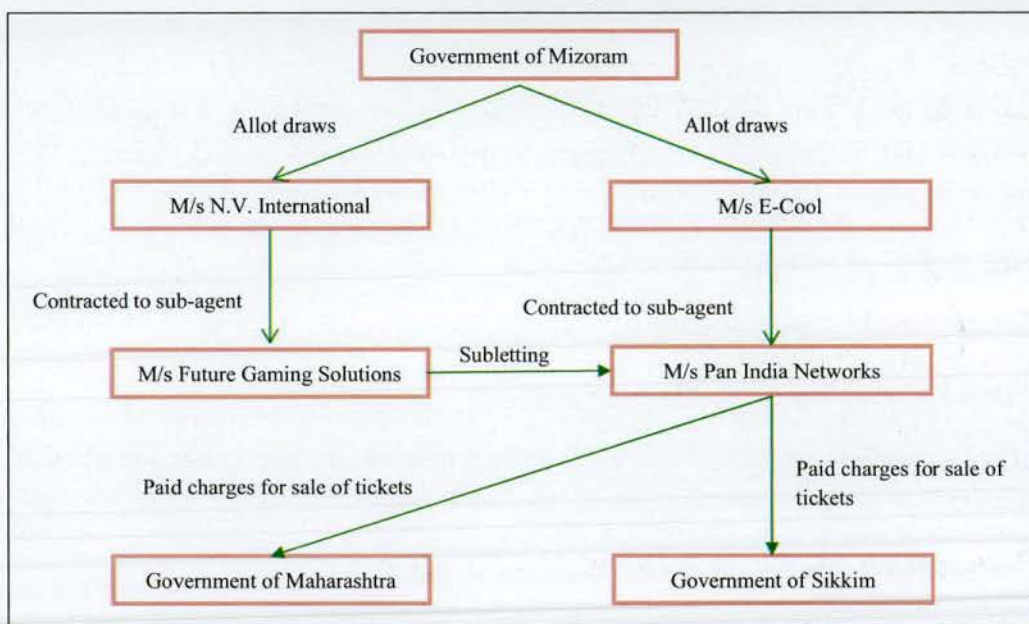 Government of Mizoram
Allot draws
Allot draws
M/s N.V. International
M/s E-Cool
Contracted to sub-agent
Contracted to sub-agent
M/s Future Gaming Solutions
Subletting
M/s Pan India Networks
Paid charges for sale of tickets
Paid charges for sale of
tickets
Government of Maharashtra
Government of Sikkim